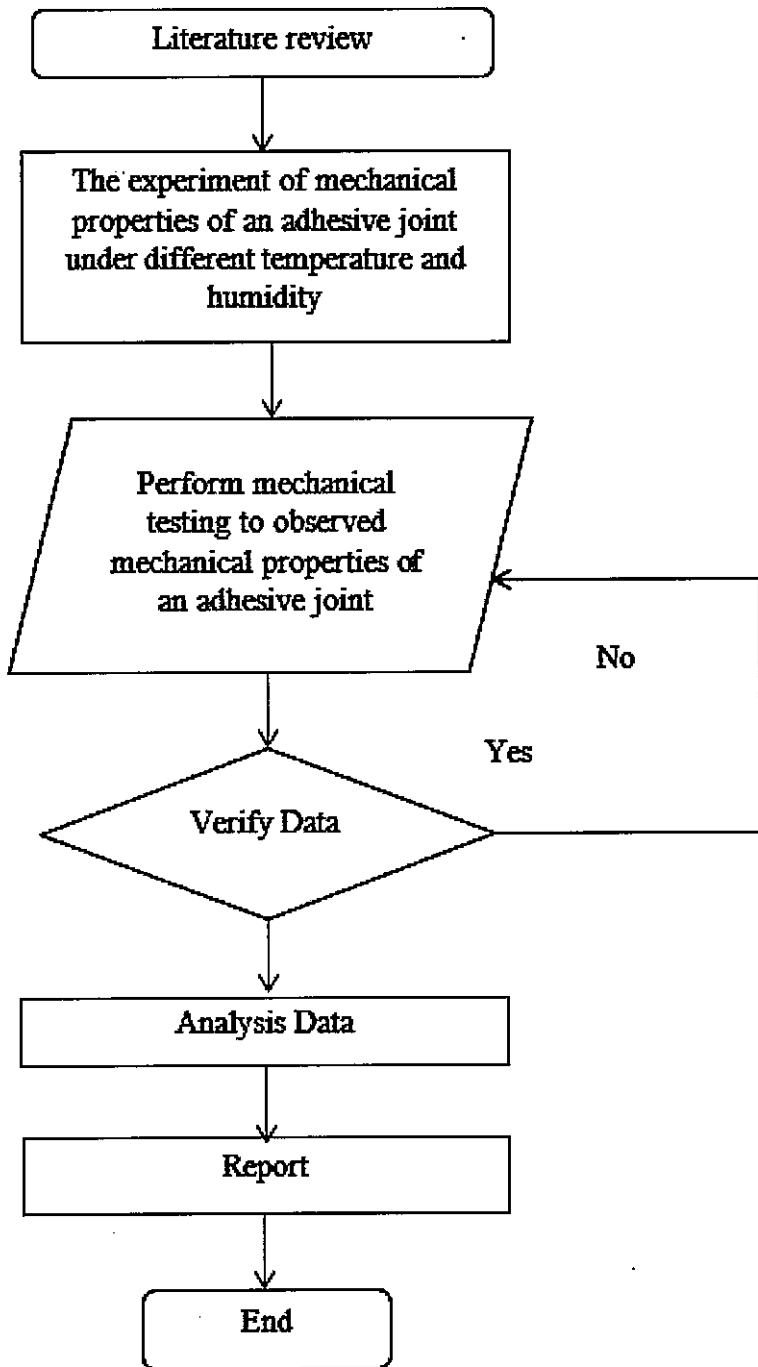 Literature review
The experiment of mechanical
properties of an adhesive joint
under different temperature and
humidity
Perform mechanical
testing to observed
mechanical properties of
an adhesive joint
No
Yes
Verify Data
Analysis Data
Report
End